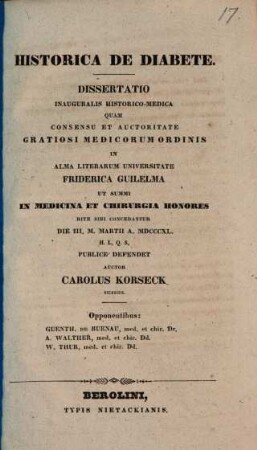 17.
HISTORICA DE DIABETE.
DISSERTATIO
INAUGURALIS HISTORICO-MEDICA
QUAM
CONSENSU ET AUCTORITATE
GRATIOSI MEDICORUM ORDINIS
IN
ALMA LITERARUM UNIVERSITATE
FRIDERICA GUILELMA
UT SUMMI
IN MEDICINA ET CHIRURGIA HONORES
RITE SIBI CONCEDANTUR
DIE III, M. MARTII A. MDCCCXL.
H. L. Q. S.
PUBLICE DEFENDET
AUCTOR
CAROLUS KORSECK
Opponentibus:
GUENTH. DE BUENAU, med. et chir. Dr.
A. WALTHER, med. et chir. Dd.
W. THUR, med. et chir. Dd.
BEROLINI,
TYPIS NIETACKIANIS.